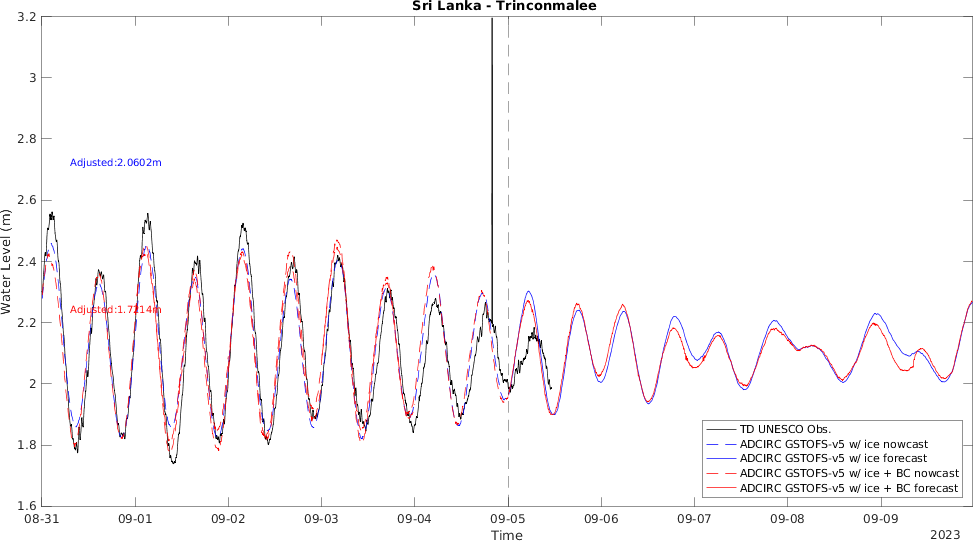 Sri Lanka - Trinconmalee
3.2
3
2.8
2.6
2.4
2.2
2
1.8
1.6
Water Level (m)
Adjusted:2.0602m
Adjusted:1.7214m
TD UNESCO Obs.
ADCIRC GSTOFS-v5 w/ ice nowcast
ADCIRC GSTOFS-v5 w/ ice forecast
ADCIRC GSTOFS-v5 w/ ice + BC nowcast
ADCIRC GSTOFS-v5 w/ ice + BC forecast
08-31 09-01 09-02 09-03 09-04 09-05 09-06 09-07 09-08 09-09
Time
2023